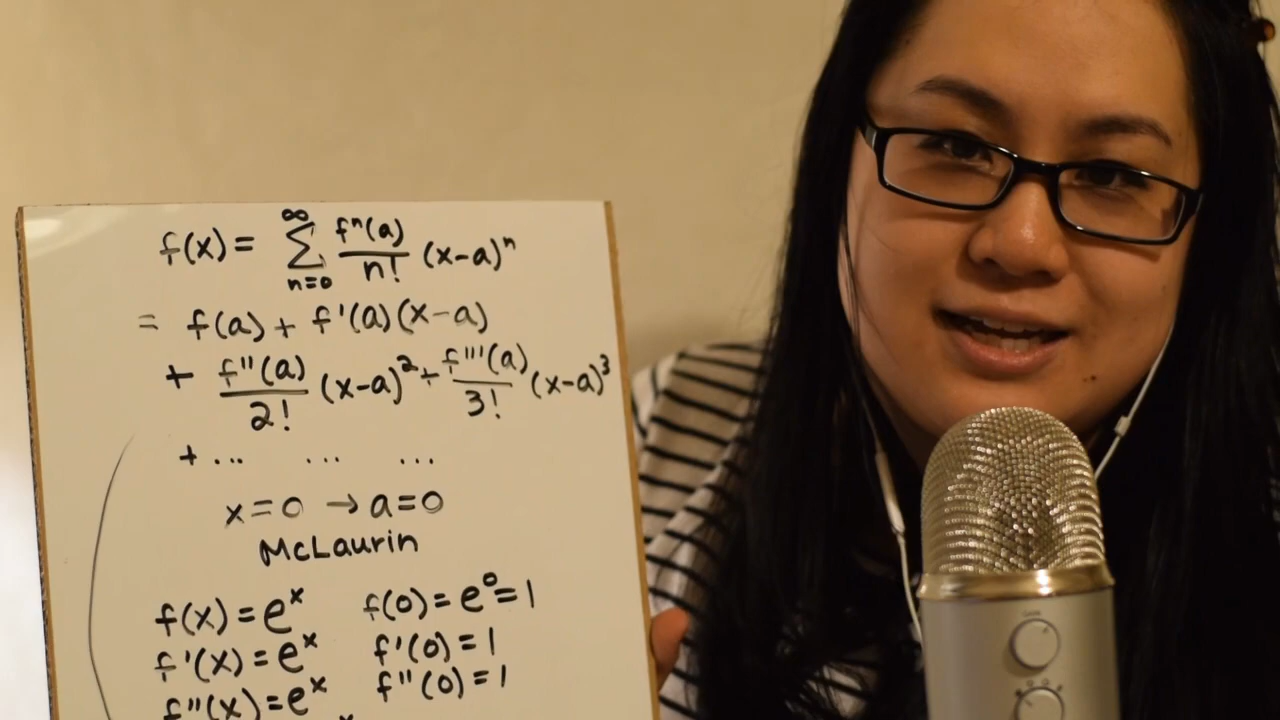 f(x) = ∞ Σ n=0 fⁿ(a)/n! (x-a)ⁿ
= f(a) + f'(a)(x-a)
+ f''(a)/2! (x-a)² + f'''(a)/3! (x-a)³
+ ... ... ...
x=0 → a=0
McLaurin
f(x) = eˣ f(0) = e⁰ = 1
f'(x) = eˣ f'(0) = 1
f''(x) = eˣ f''(0) = 1